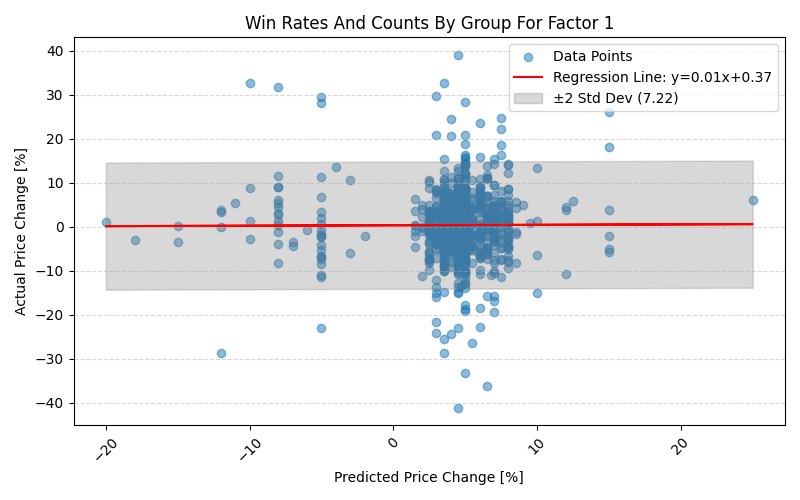 Win Rates And Counts By Group For Factor 1
Data Points
Regression Line: y=0.01x+0.37
±2 Std Dev (7.22)
Actual Price Change [%]
40
30
20
10
0
−10
−20
−30
−40
−20
−10
0
10
20
Predicted Price Change [%]